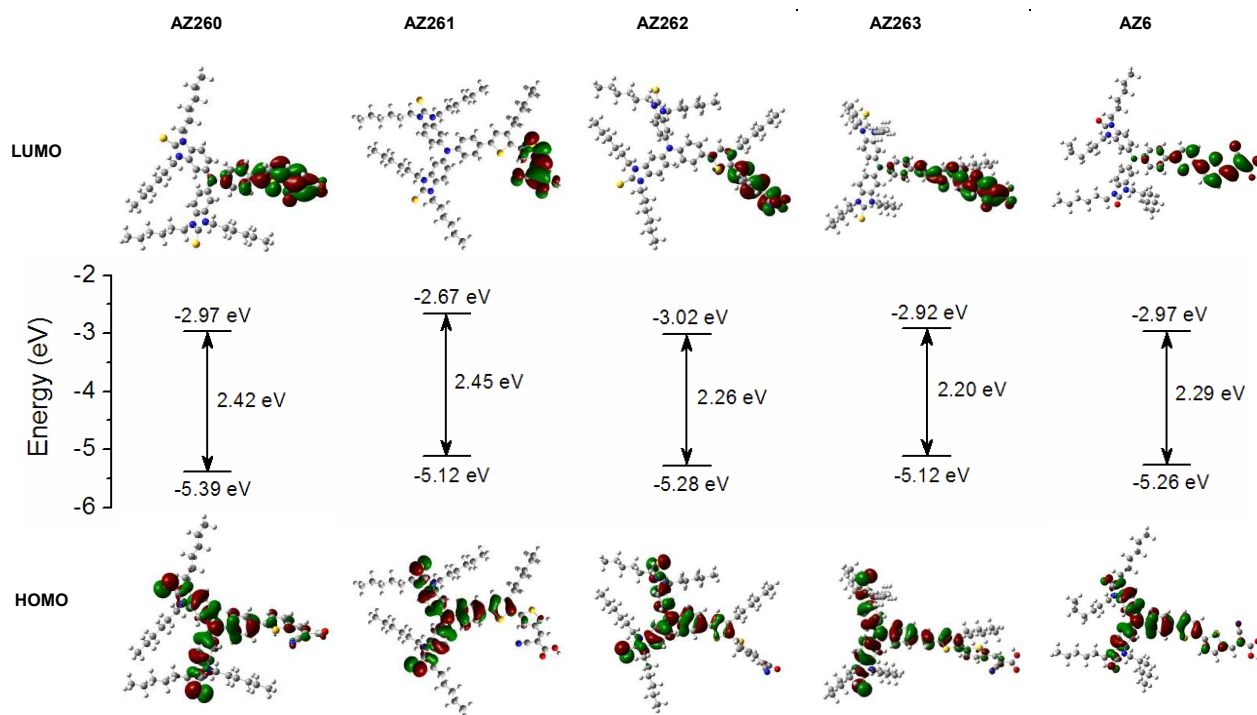 AZ260 AZ261 AZ262 AZ263 AZ6
LUMO
-2
-3
-4
-5
-6
Energy (eV)
-2.97 eV
2.42 eV
-5.39 eV
-2.67 eV
2.45 eV
-5.12 eV
-3.02 eV
2.26 eV
-5.28 eV
-2.92 eV
2.20 eV
-5.12 eV
-2.97 eV
2.29 eV
-5.26 eV
HOMO